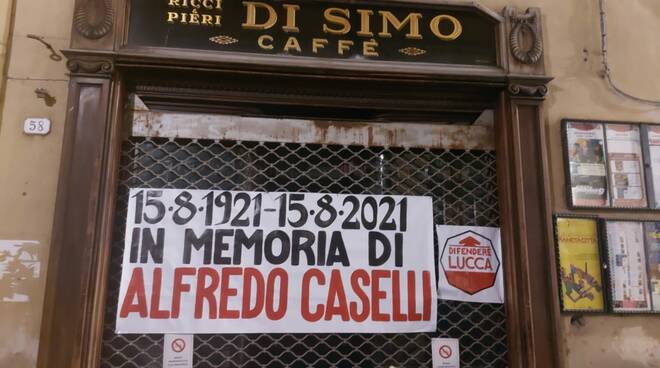 RICCI
&
PIERI
DI SIMO
CAFFÈ
58
15·8·1921-15·8·2021
IN MEMORIA DI
ALFREDO CASELLI
DIFENDERE
LUCCA